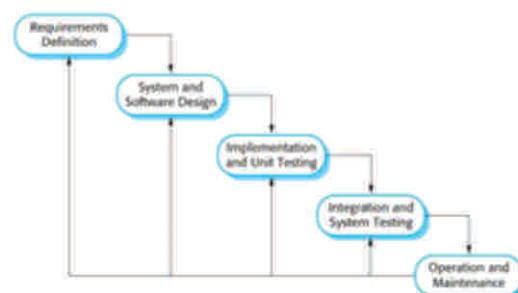 Requirements
Definition
System and
Software Design
Implementation
and Unit Testing
Integration and
System Testing
Operation and
Maintenance